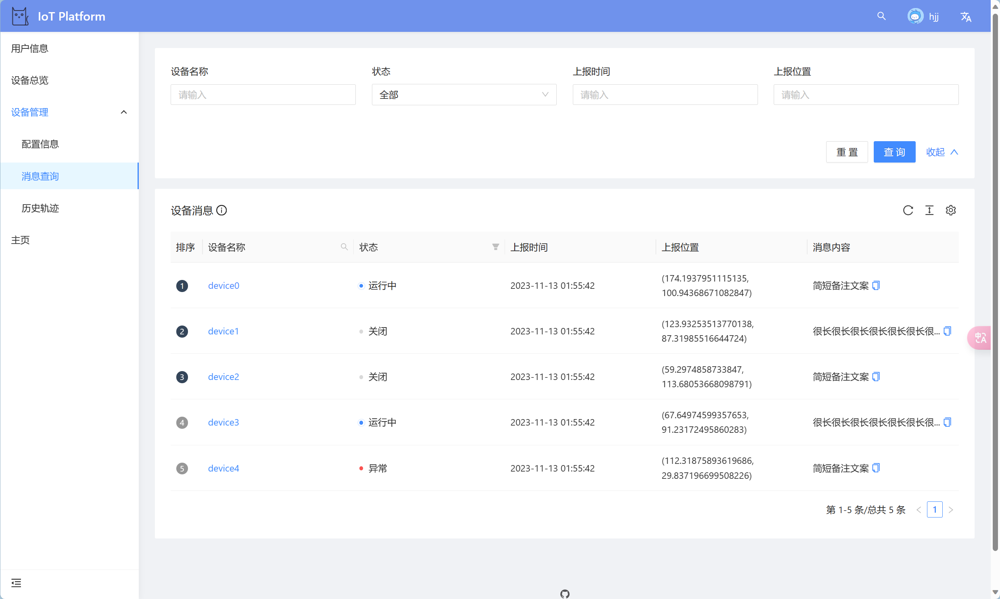 IoT Platform
hjj
用户信息
设备总览
设备管理
配置信息
消息查询
历史轨迹
主页
设备名称 状态 上报时间 上报位置
请输入 全部 请输入 请输入
重 置 查 询 收起
设备消息
排序 设备名称 状态 上报时间 上报位置 消息内容
1 device0 运行中 2023-11-13 01:55:42 (174.1937951115135, 简短备注文案
100.94368671082847)
2 device1 关闭 2023-11-13 01:55:42 (123.93253513770138, 很长很长很长很长很长很长很...
87.31985516644724)
3 device2 关闭 2023-11-13 01:55:42 (59.2974858733847, 简短备注文案
113.68053668098791)
4 device3 运行中 2023-11-13 01:55:42 (67.64974599357653, 很长很长很长很长很长很长很...
91.23172495860283)
5 device4 异常 2023-11-13 01:55:42 (112.31875893619686, 简短备注文案
29.837196699508226)
第 1-5 条/总共 5 条 < 1 >